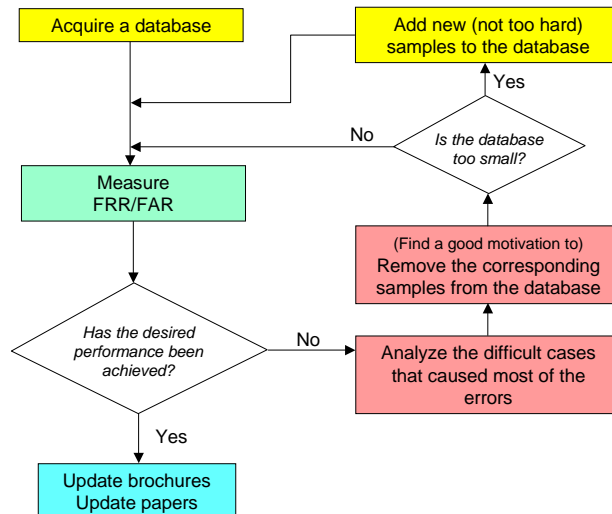 Acquire a database
Add new (not too hard)
samples to the database
Yes
No
Is the database
too small?
Measure
FRR/FAR
(Find a good motivation to)
Remove the corresponding
samples from the database
Has the desired
performance been
achieved?
No
Analyze the difficult cases
that caused most of the
errors
Yes
Update brochures
Update papers